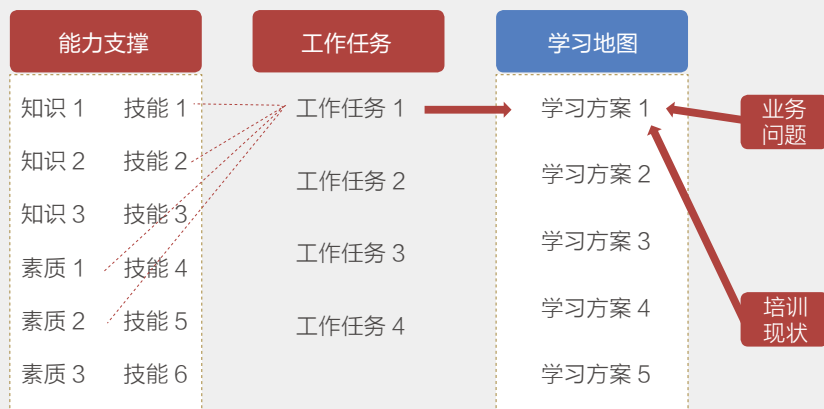 能力支撑
工作任务
学习地图
知识 1 技能 1
知识 2 技能 2
知识 3 技能 3
素质 1 技能 4
素质 2 技能 5
素质 3 技能 6
工作任务 1
工作任务 2
工作任务 3
工作任务 4
学习方案 1
学习方案 2
学习方案 3
学习方案 4
学习方案 5
业务
问题
培训
现状